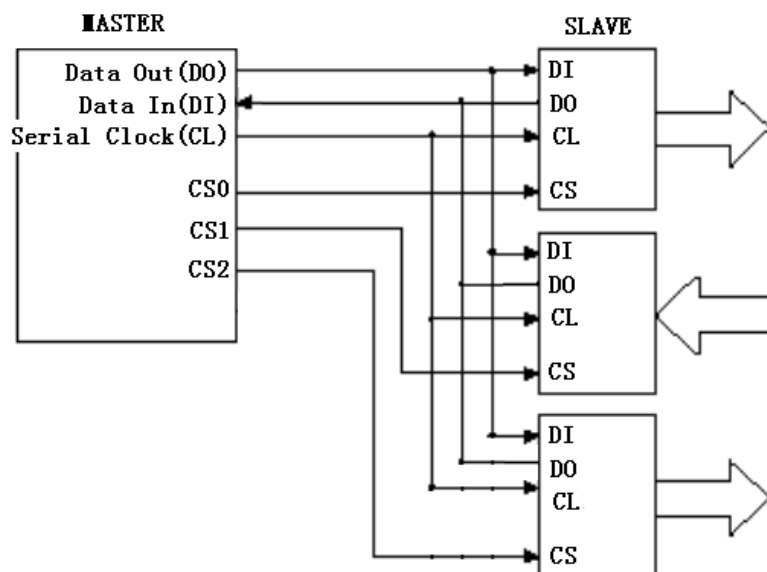 MASTER
Data Out(DO)
Data In(DI)
Serial Clock(CL)
CS0
CS1
CS2
SLAVE
DI
DO
CL
CS
DI
DO
CL
CS
DI
DO
CL
CS